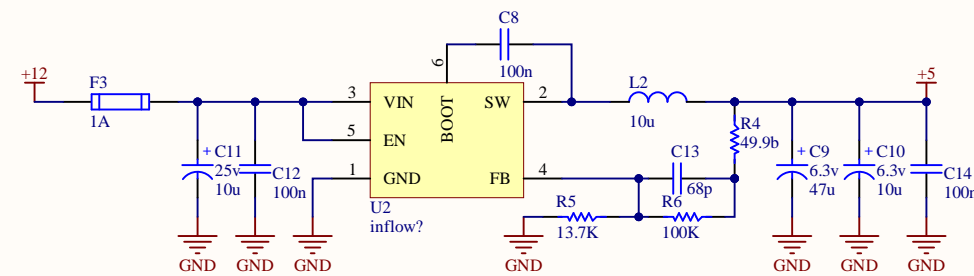 C8
100n
+12
F3
1A
6
BOOT
3
VIN
SW
2
L2
10u
+5
5
EN
R4
49.9b
1
GND
FB
4
C13
68p
+ C11
25v
10u
C12
100n
+ C9
6.3v
47u
+ C10
6.3v
10u
C14
100n
U2
inflow?
R5
13.7K
R6
100K
GND
GND
GND
GND
GND
GND
GND